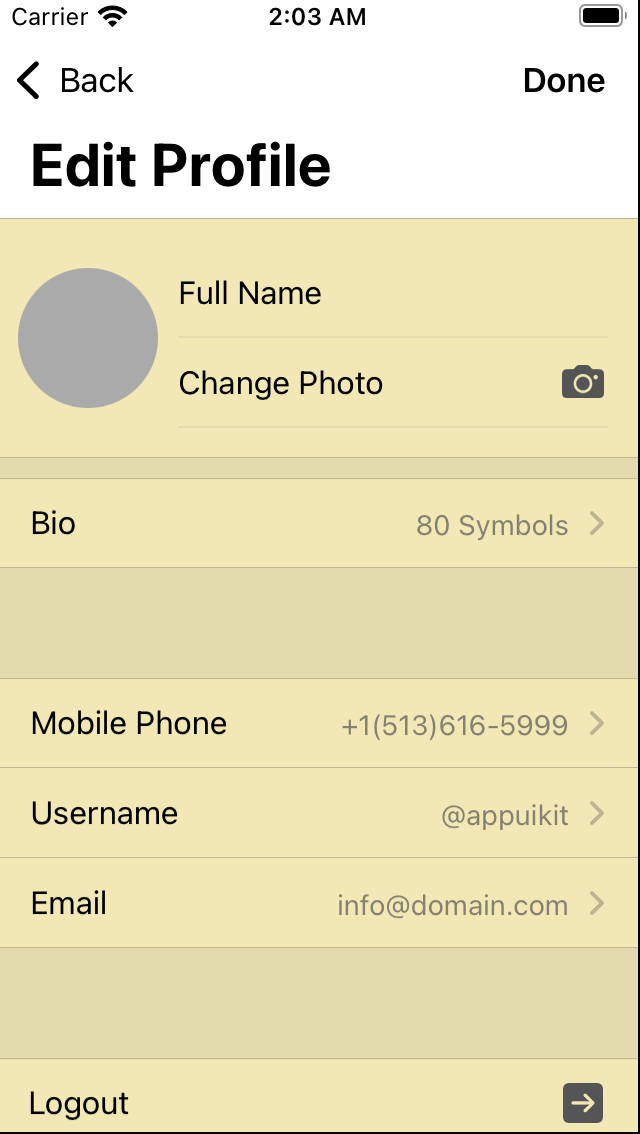 Carrier 2:03 AM
Back Done
Edit Profile
Full Name
Change Photo
Bio 80 Symbols
Mobile Phone +1(513)616-5999
Username @appuikit
Email info@domain.com
Logout